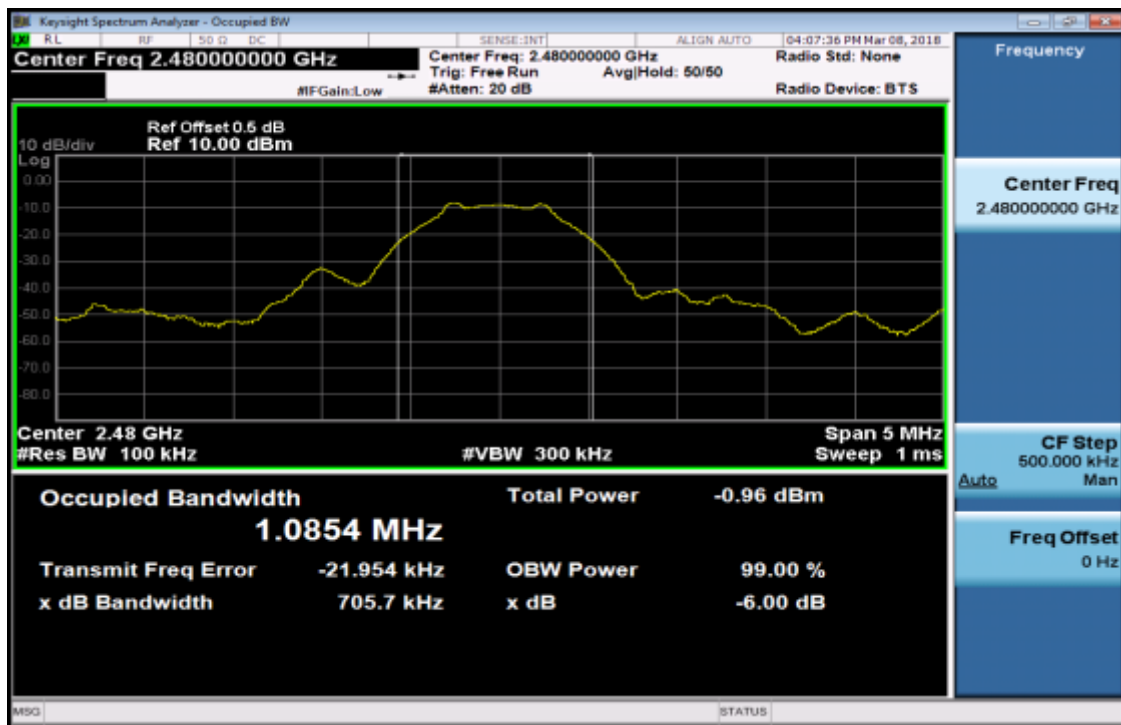 Keysight Spectrum Analyzer - Occupied BW
RL RF 50 Ω DC SENSE:INT ALIGN AUTO 04:07:36 PM Mar 08, 2018
Center Freq 2.480000000 GHz
Center Freq: 2.480000000 GHz
Radio Std: None
Trig: Free Run Avg|Hold: 50/50
#IFGain:Low
#Atten: 20 dB
Radio Device: BTS
Ref Offset 0.5 dB
10 dB/div Ref 10.00 dBm
Log
0.00
-10.0
-20.0
-30.0
-40.0
-50.0
-60.0
-70.0
-80.0
Center 2.48 GHz Span 5 MHz
#Res BW 100 kHz #VBW 300 kHz Sweep 1 ms
Occupied Bandwidth Total Power -0.96 dBm
1.0854 MHz
Transmit Freq Error -21.954 kHz OBW Power 99.00 %
x dB Bandwidth 705.7 kHz x dB -6.00 dB
Frequency
Center Freq
2.480000000 GHz
CF Step
500.000 kHz
Auto Man
Freq Offset
0 Hz
MSG STATUS